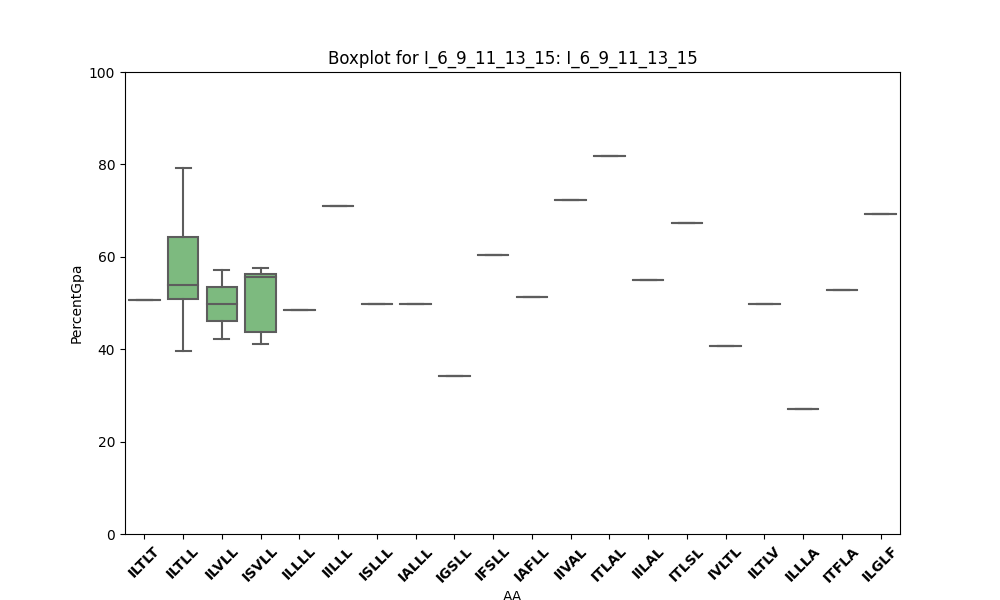 Boxplot for I_6_9_11_13_15: I_6_9_11_13_15
100
80
60
40
20
0
PercentGpa
ILTLT ILTLL ILVLL ISVLL ILLLL IILLL ISLLL IALLL IGSLL IFSLL IAFLL IIVAL ITLAL IILAL ITLSL IVLTL ILTLV ILLLA ITFLA ILGLF
AA